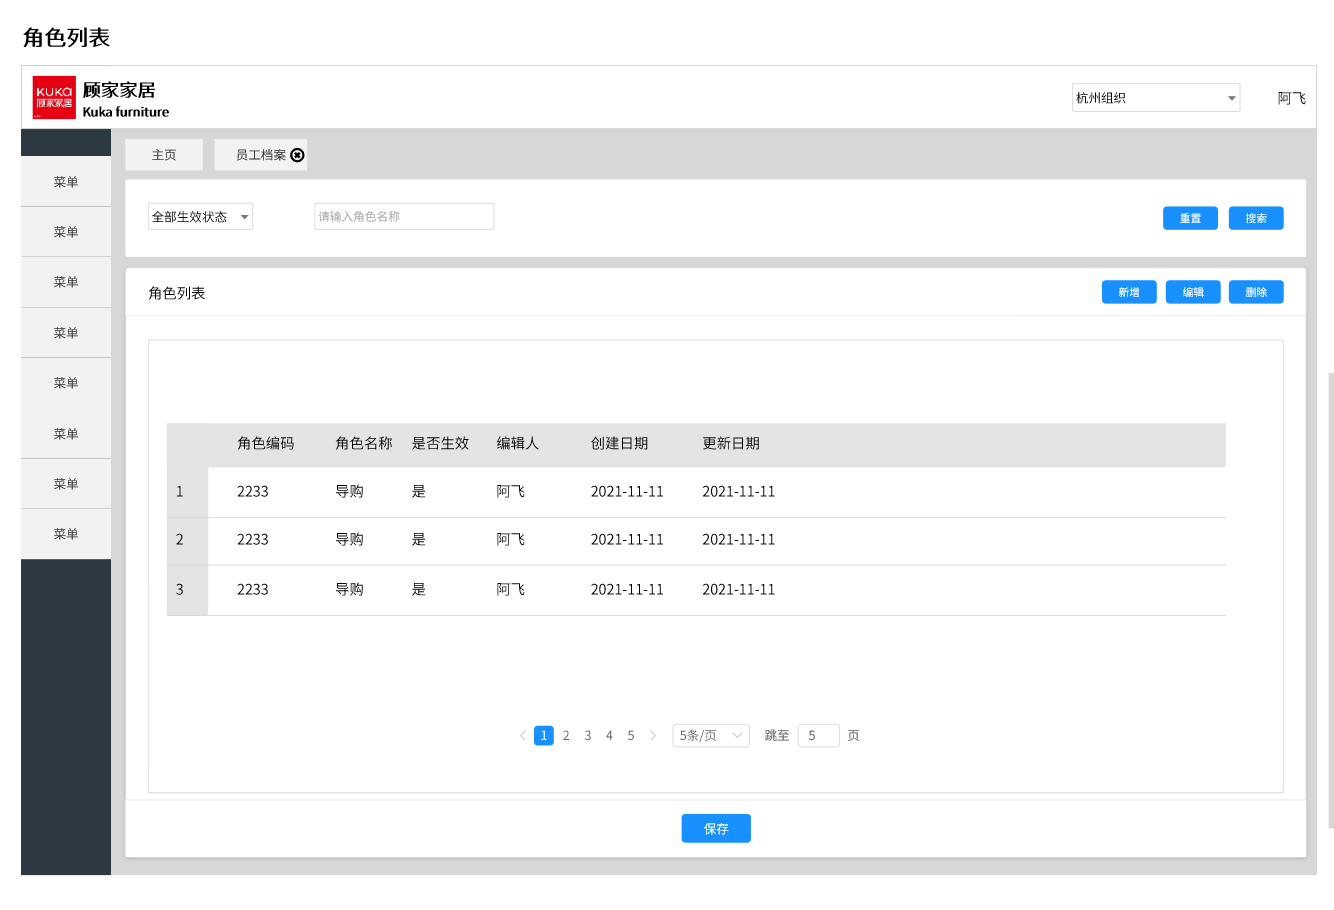 角色列表
KUKa
顾家家居
顾家家居
Kuka furniture
杭州组织
阿飞
主页
员工档案
菜单
菜单
菜单
菜单
菜单
菜单
菜单
菜单
全部生效状态
请输入角色名称
重置
搜索
角色列表
新增
编辑
删除
角色编码 角色名称 是否生效 编辑人 创建日期 更新日期
1 2233 导购 是 阿飞 2021-11-11 2021-11-11
2 2233 导购 是 阿飞 2021-11-11 2021-11-11
3 2233 导购 是 阿飞 2021-11-11 2021-11-11
1 2 3 4 5 5条/页 跳至 5 页
保存